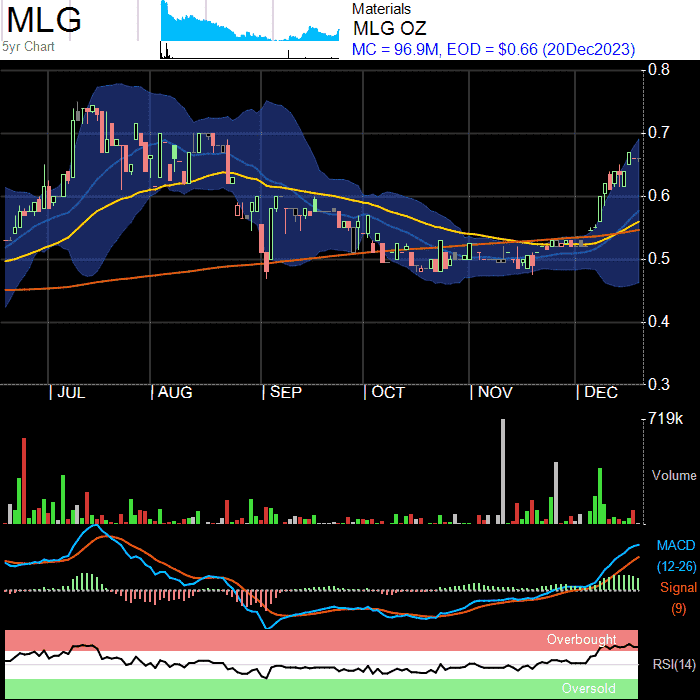 MLG
5yr Chart
Materials
MLG OZ
MC = 96.9M, EOD = $0.66 (20Dec2023)
0.8
0.7
0.6
0.5
0.4
0.3
| JUL | AUG | SEP | OCT | NOV | DEC
719k
Volume
MACD
(12-26)
Signal
(9)
Overbought
RSI(14)
Oversold